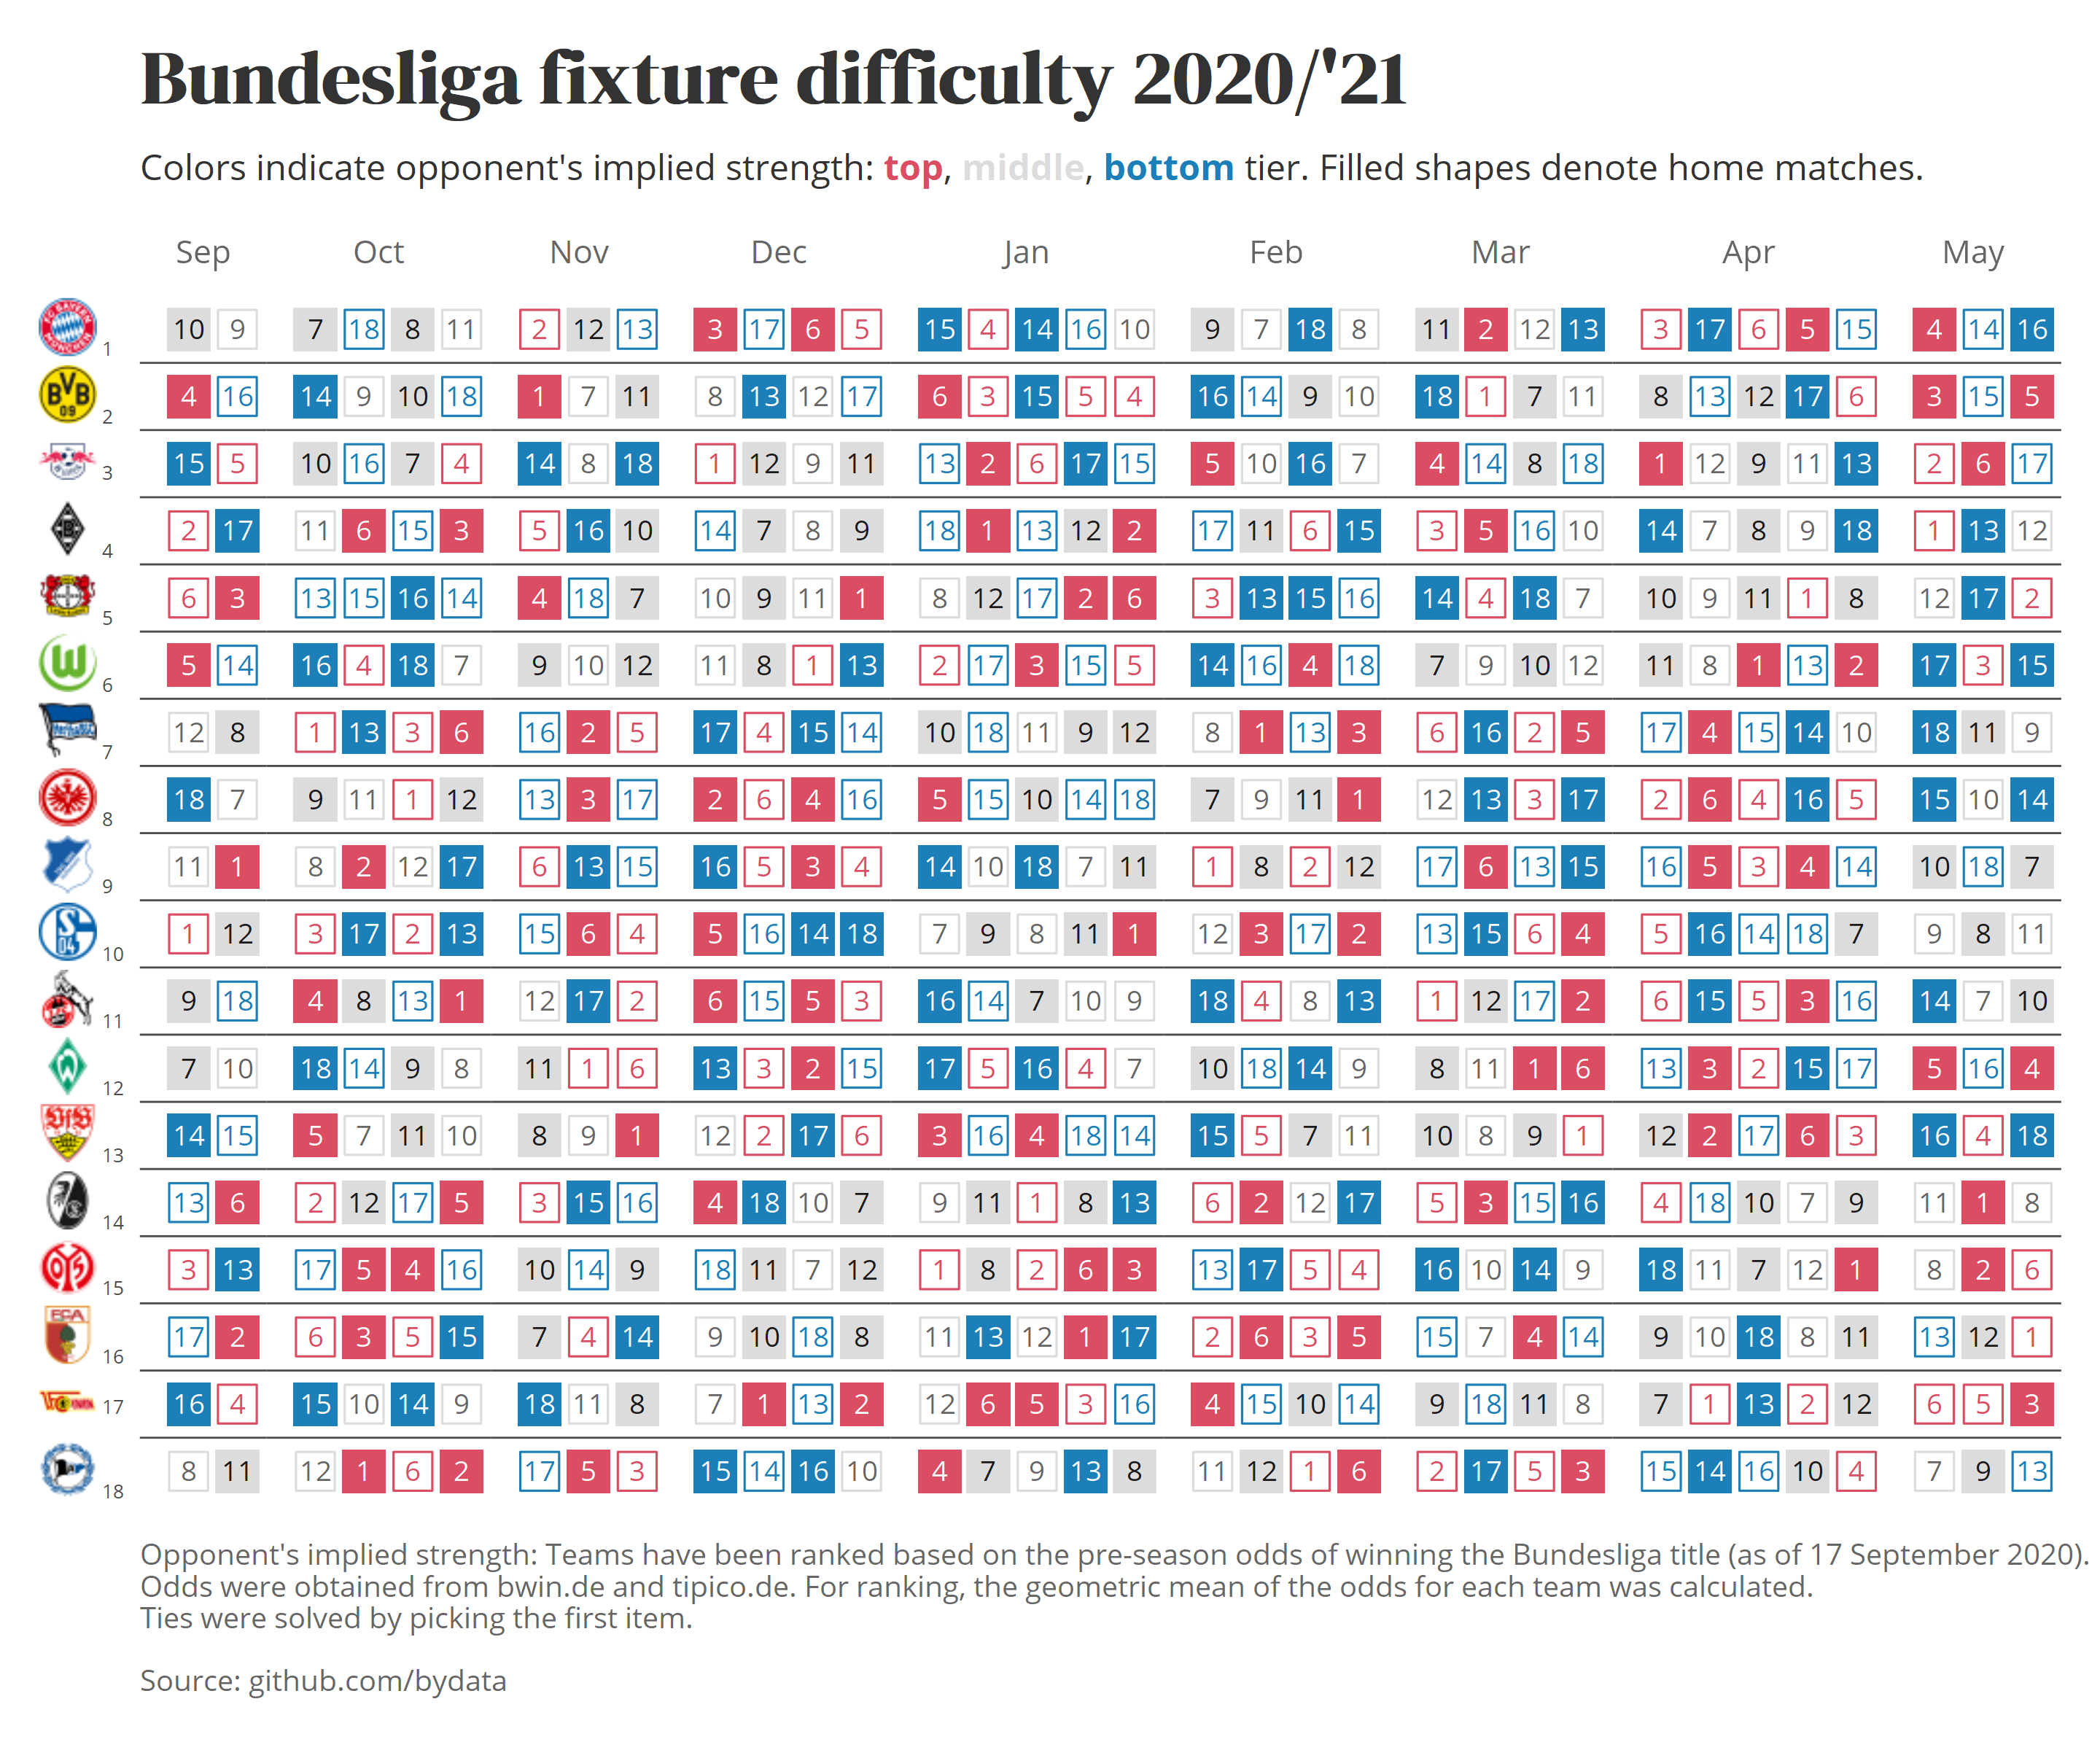 Bundesliga fixture difficulty 2020/'21
Colors indicate opponent's implied strength: top, middle, bottom tier. Filled shapes denote home matches.
Sep Oct Nov Dec Jan Feb Mar Apr May
1 10 9 7 18 8 11 2 12 13 3 17 6 5 15 4 14 16 10 9 7 18 8 11 2 12 13 3 17 6 5 15 4 14 16
BVB 09 2 4 16 14 9 10 18 1 7 11 8 13 12 17 6 3 15 5 4 16 14 9 10 18 1 7 11 8 13 12 17 6 3 15 5
3 15 5 10 16 7 4 14 8 18 1 12 9 11 13 2 6 17 15 5 10 16 7 4 14 8 18 1 12 9 11 13 2 6 17
4 2 17 11 6 15 3 5 16 10 14 7 8 9 18 1 13 12 2 17 11 6 15 3 5 16 10 14 7 8 9 18 1 13 12
5 6 3 13 15 16 14 4 18 7 10 9 11 1 8 12 17 2 6 3 13 15 16 14 4 18 7 10 9 11 1 8 12 17 2
6 5 14 16 4 18 7 9 10 12 11 8 1 13 2 17 3 15 5 14 16 4 18 7 9 10 12 11 8 1 13 2 17 3 15
7 12 8 1 13 3 6 16 2 5 17 4 15 14 10 18 11 9 12 8 1 13 3 6 16 2 5 17 4 15 14 10 18 11 9
8 18 7 9 11 1 12 13 3 17 2 6 4 16 5 15 10 14 18 7 9 11 1 12 13 3 17 2 6 4 16 5 15 10 14
9 11 1 8 2 12 17 6 13 15 16 5 3 4 14 10 18 7 11 1 8 2 12 17 6 13 15 16 5 3 4 14 10 18 7
S 04 10 1 12 3 17 2 13 15 6 4 5 16 14 18 7 9 8 11 1 12 3 17 2 13 15 6 4 5 16 14 18 7 9 8 11
11 9 18 4 8 13 1 12 17 2 6 15 5 3 16 14 7 10 9 18 4 8 13 1 12 17 2 6 15 5 3 16 14 7 10
12 7 10 18 14 9 8 11 1 6 13 3 2 15 17 5 16 4 7 10 18 14 9 8 11 1 6 13 3 2 15 17 5 16 4
13 14 15 5 7 11 10 8 9 1 12 2 17 6 3 16 4 18 14 15 5 7 11 10 8 9 1 12 2 17 6 3 16 4 18
14 13 6 2 12 17 5 3 15 16 4 18 10 7 9 11 1 8 13 6 2 12 17 5 3 15 16 4 18 10 7 9 11 1 8
15 3 13 17 5 4 16 10 14 9 18 11 7 12 1 8 2 6 3 13 17 5 4 16 10 14 9 18 11 7 12 1 8 2 6
FCA 16 17 2 6 3 5 15 7 4 14 9 10 18 8 11 13 12 1 17 2 6 3 5 15 7 4 14 9 10 18 8 11 13 12 1
17 16 4 15 10 14 9 18 11 8 7 1 13 2 12 6 5 3 16 4 15 10 14 9 18 11 8 7 1 13 2 12 6 5 3
18 8 11 12 1 6 2 17 5 3 15 14 16 10 4 7 9 13 8 11 12 1 6 2 17 5 3 15 14 16 10 4 7 9 13
Opponent's implied strength: Teams have been ranked based on the pre-season odds of winning the Bundesliga title (as of 17 September 2020).
Odds were obtained from bwin.de and tipico.de. For ranking, the geometric mean of the odds for each team was calculated.
Ties were solved by picking the first item.
Source: github.com/bydata